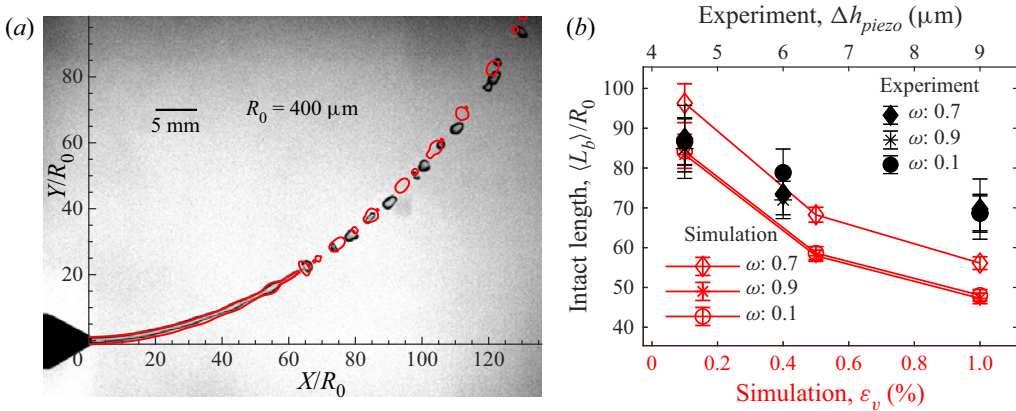 (a)
80
60
Y/R0
40
20
0
5 mm
R0 = 400 μm
20 40 60 80 100 120
X/R0
(b)
Experiment, Δh_piezo (μm)
4 5 6 7 8 9
100
90
80
70
60
50
40
Intact length, ⟨L_b⟩/R0
Experiment
ω: 0.7
ω: 0.9
ω: 0.1
Simulation
ω: 0.7
ω: 0.9
ω: 0.1
0 0.2 0.4 0.6 0.8 1.0
Simulation, ε_v (%)